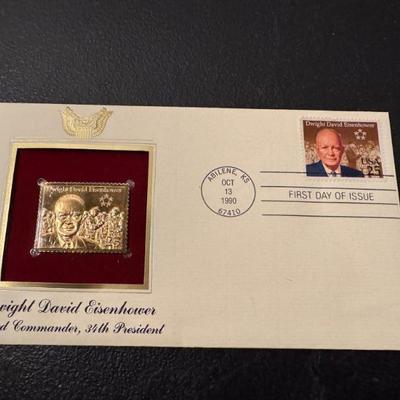 Dwight David Eisenhower
wight David Eisenhower
d Commander, 34th President
ABILENE, KS
OCT
13
1990
67410
FIRST DAY OF ISSUE
Dwight David Eisenhower
USA
25